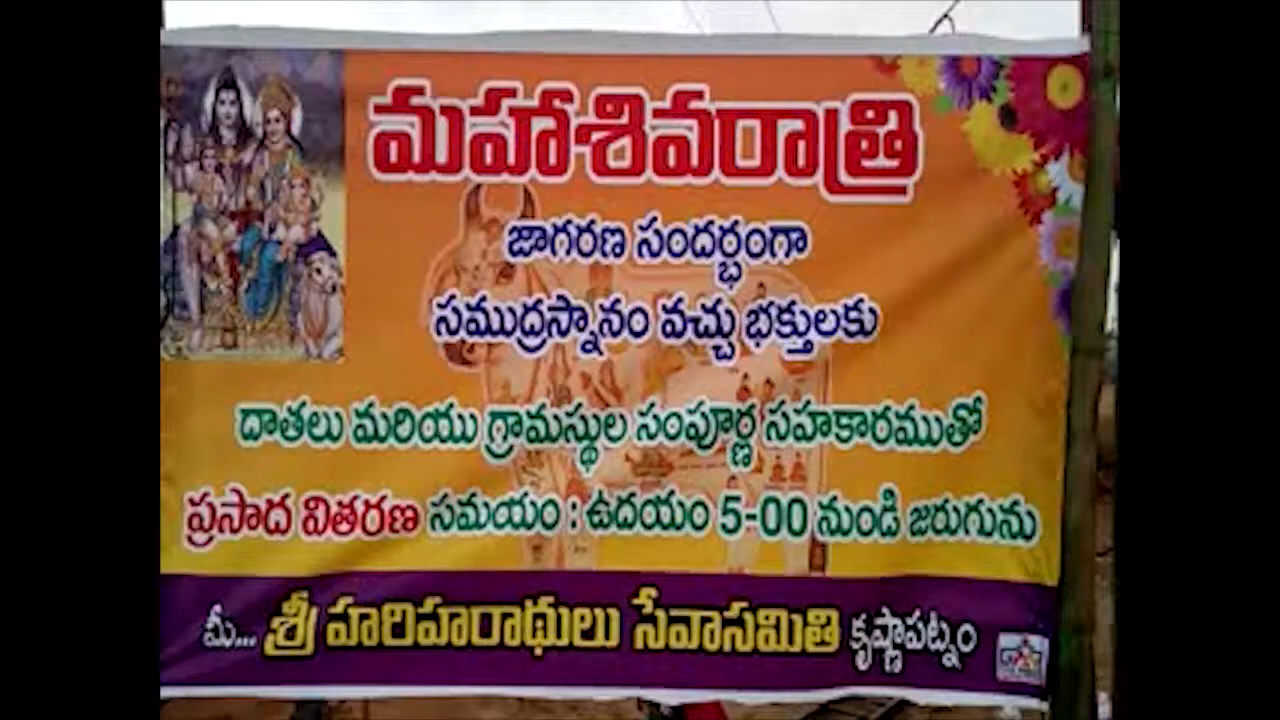 మహాశివరాత్రి
జాగరణ సందర్భంగా
సముద్రస్నానం వచ్చు భక్తులకు
దాతలు మరియు గ్రామస్థుల సంపూర్ణ సహకారముతో
ప్రసాద వితరణ సమయం : ఉదయం 5-00 నుండి జరుగును
మీ... శ్రీ హరిహరాధులు సేవాసమితి కృష్ణాపట్నం